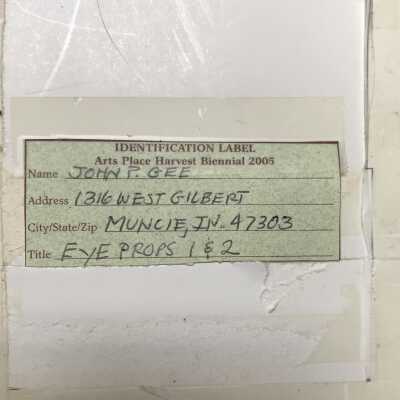 IDENTIFICATION LABEL
Arts Place Harvest Biennial 2005
Name JOHN P. GEE
Address 1316 WEST GILBERT
City/State/Zip MUNCIE, IN. 47303
Title EYE PROPS 1 & 2